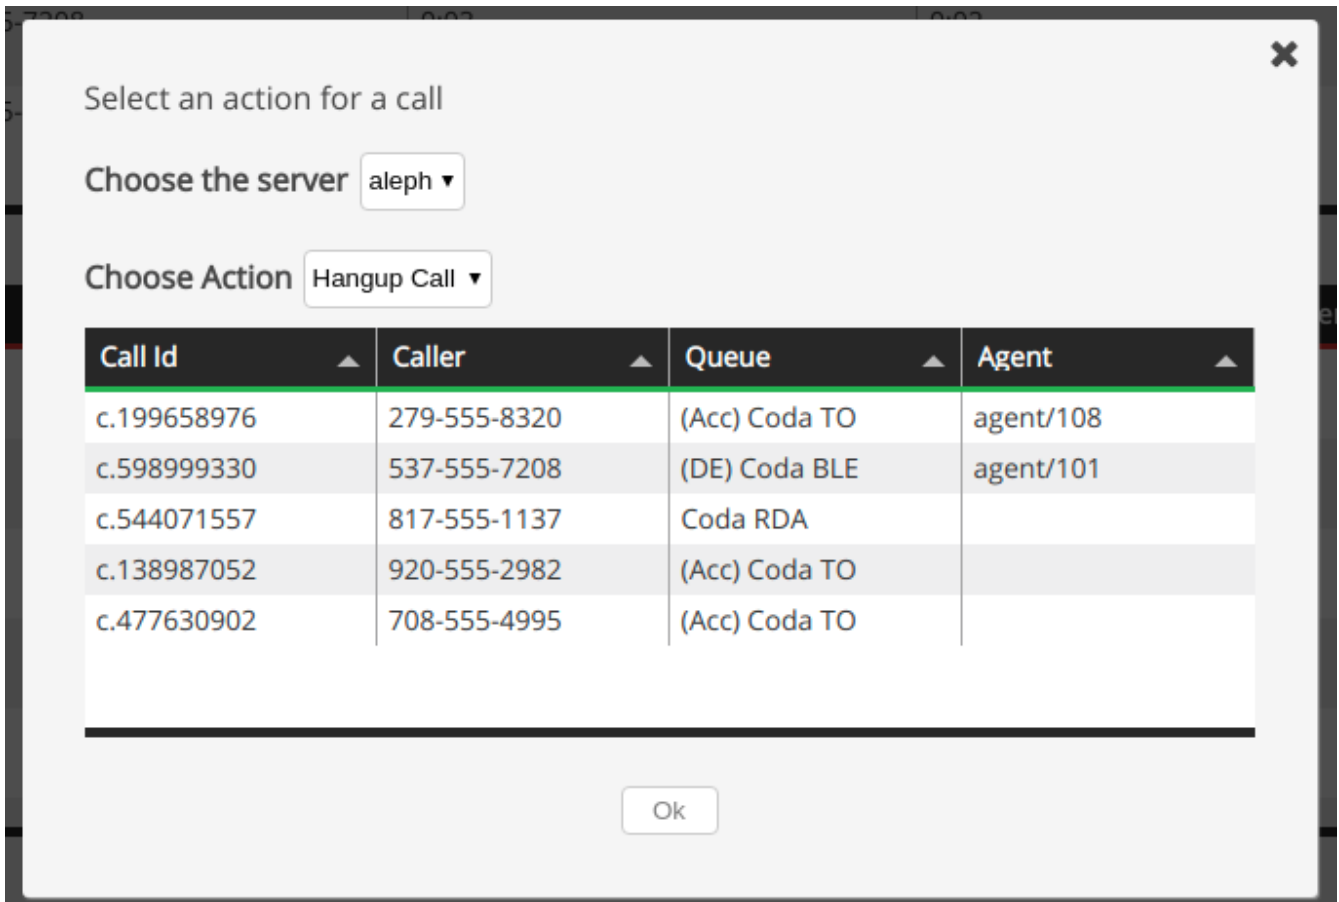 Select an action for a call
Choose the server aleph
Choose Action Hangup Call
Call Id Caller Queue Agent
c.199658976 279-555-8320 (Acc) Coda TO agent/108
c.598999330 537-555-7208 (DE) Coda BLE agent/101
c.544071557 817-555-1137 Coda RDA
c.138987052 920-555-2982 (Acc) Coda TO
c.477630902 708-555-4995 (Acc) Coda TO
Ok